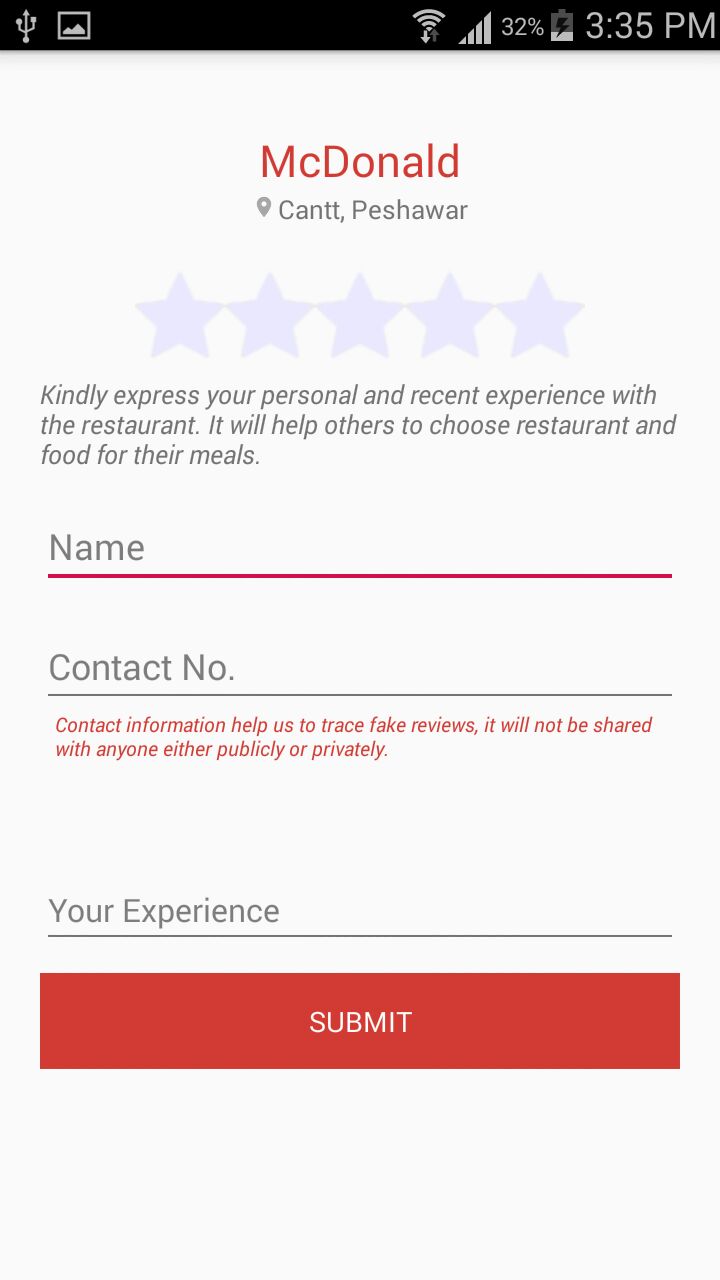 32% 3:35 PM
McDonald
Cantt, Peshawar
Kindly express your personal and recent experience with
the restaurant. It will help others to choose restaurant and
food for their meals.
Name
Contact No.
Contact information help us to trace fake reviews, it will not be shared
with anyone either publicly or privately.
Your Experience
SUBMIT